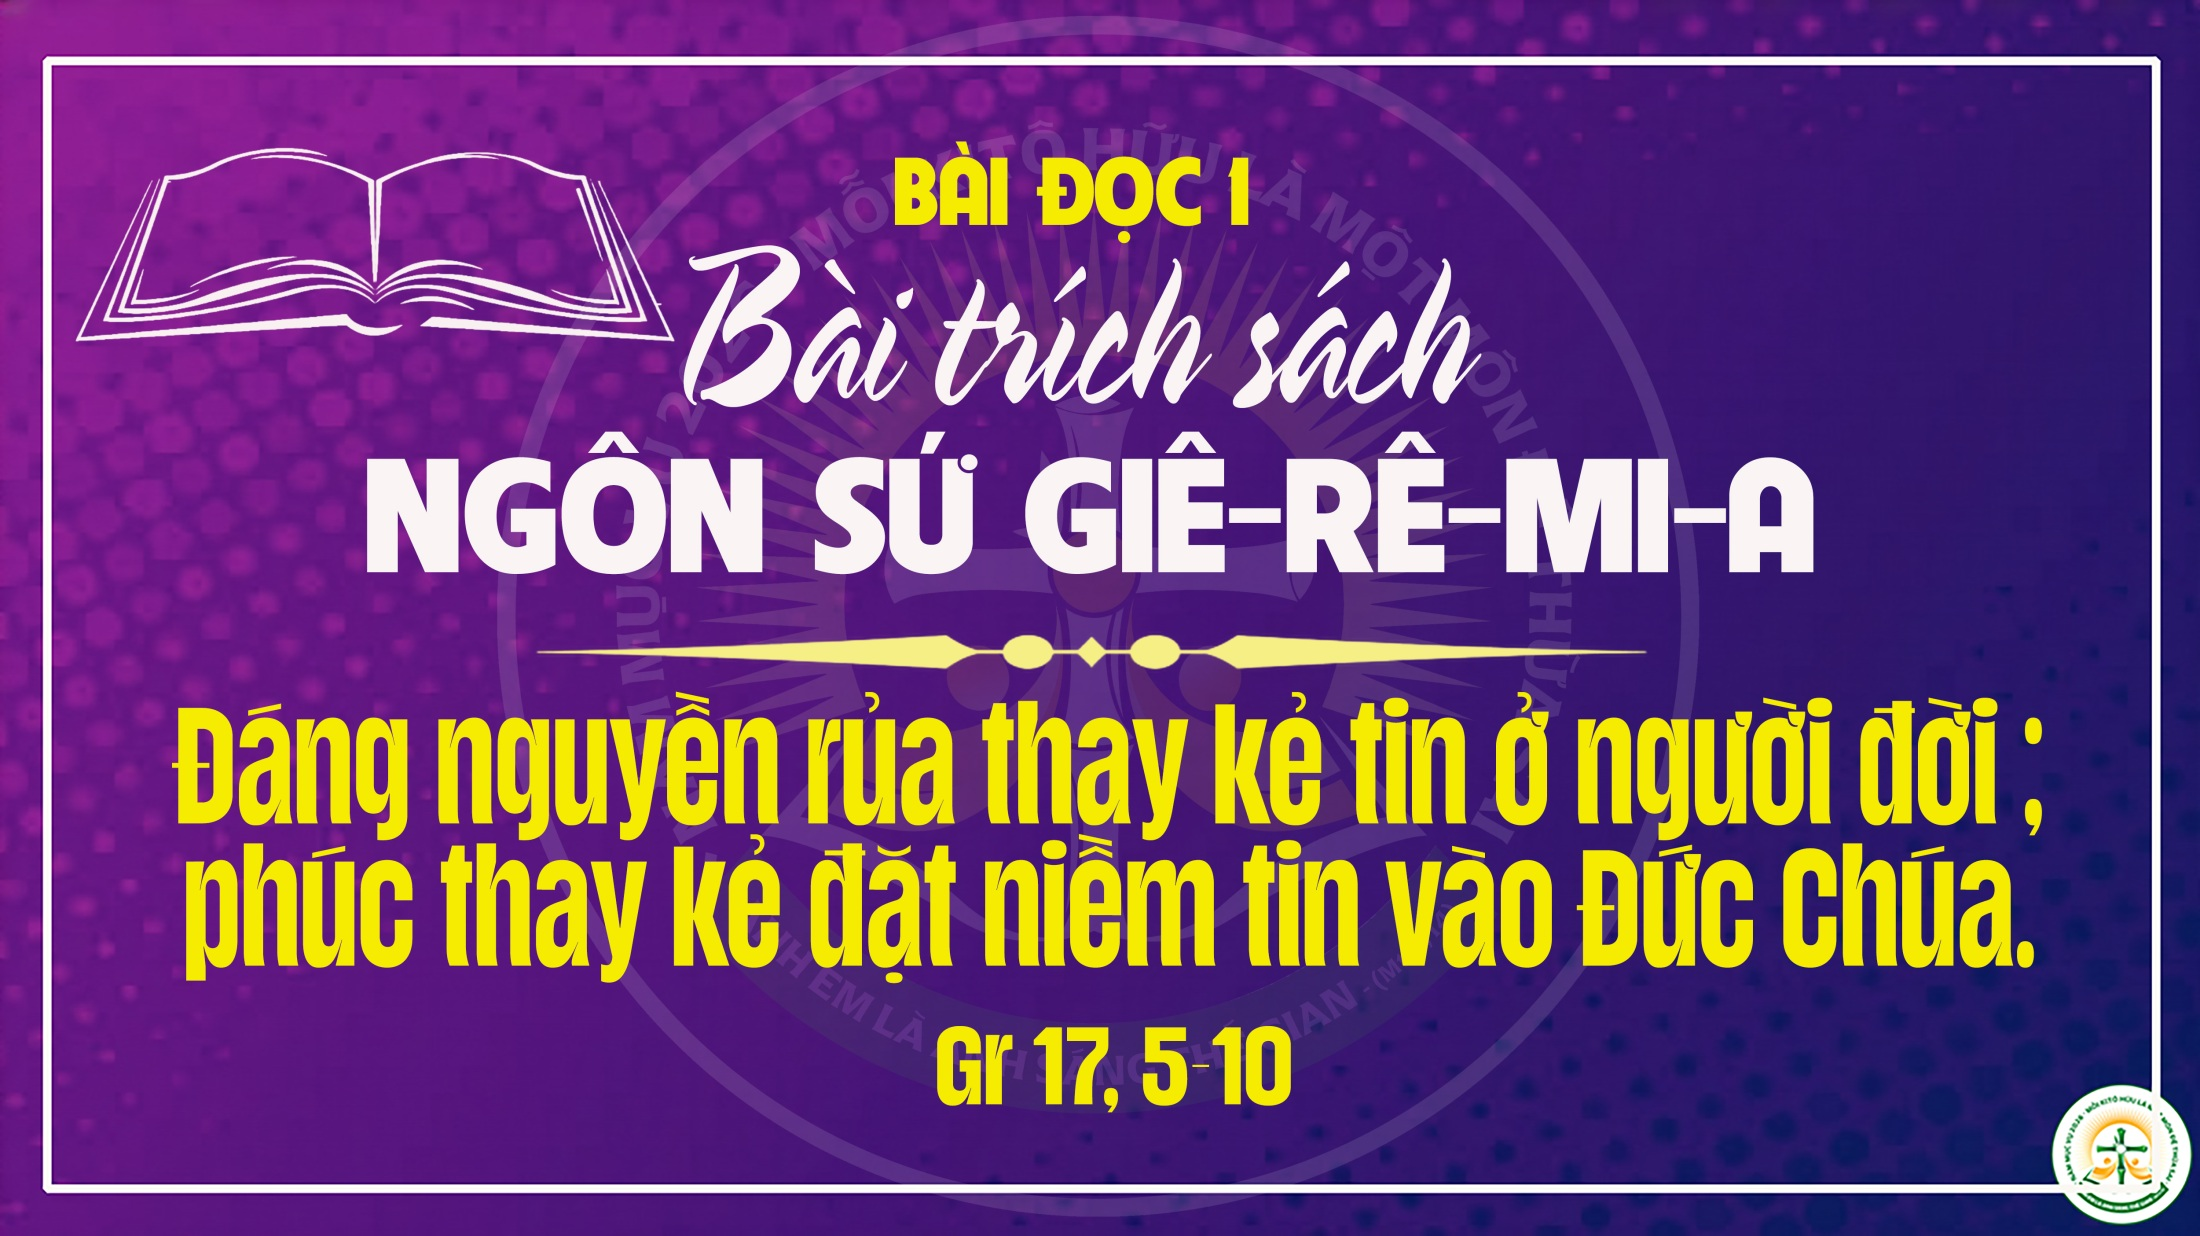 BÀI ĐỌC 1
Bài trích sách
NGÔN SỨ GIÊ-RÊ-MI-A
Đáng nguyền rủa thay kẻ tin ở người đời ;
phúc thay kẻ đặt niềm tin vào Đức Chúa.
Gr 17, 5-10